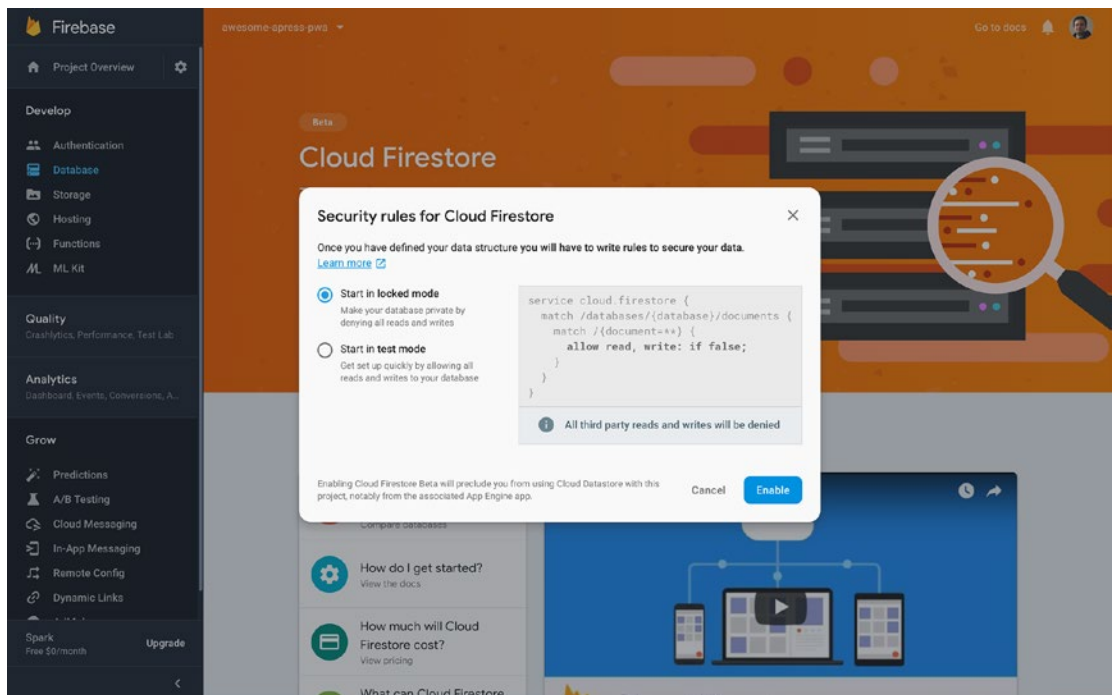 Firebase
awesome-apress-pwa
Go to docs
Project Overview
Develop
Authentication
Database
Storage
Hosting
Functions
ML Kit
Quality
Crashlytics, Performance, Test Lab
Analytics
Dashboard, Events, Conversions, A...
Grow
Predictions
A/B Testing
Cloud Messaging
In-App Messaging
Remote Config
Dynamic Links
Spark
Free $0/month
Upgrade
Beta
Cloud Firestore
Security rules for Cloud Firestore
Once you have defined your data structure you will have to write rules to secure your data.
Learn more
Start in locked mode
Make your database private by
denying all reads and writes
Start in test mode
Get set up quickly by allowing all
reads and writes to your database
service cloud.firestore {
match /databases/{database}/documents {
match /{document=**} {
allow read, write: if false;
}
}
}
All third party reads and writes will be denied
Enabling Cloud Firestore Beta will preclude you from using Cloud Datastore with this
project, notably from the associated App Engine app.
Cancel
Enable
Compare databases
How do I get started?
View the docs
How much will Cloud
Firestore cost?
View pricing
What can Cloud Firestore